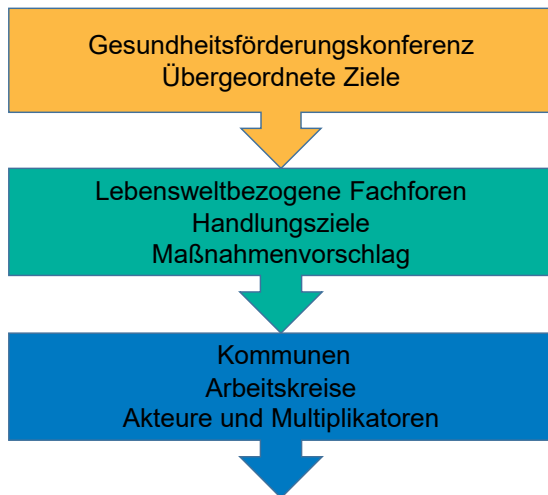 Gesundheitsförderungskonferenz
Übergeordnete Ziele
Lebensweltbezogene Fachforen
Handlungsziele
Maßnahmenvorschlag
Kommunen
Arbeitskreise
Akteure und Multiplikatoren